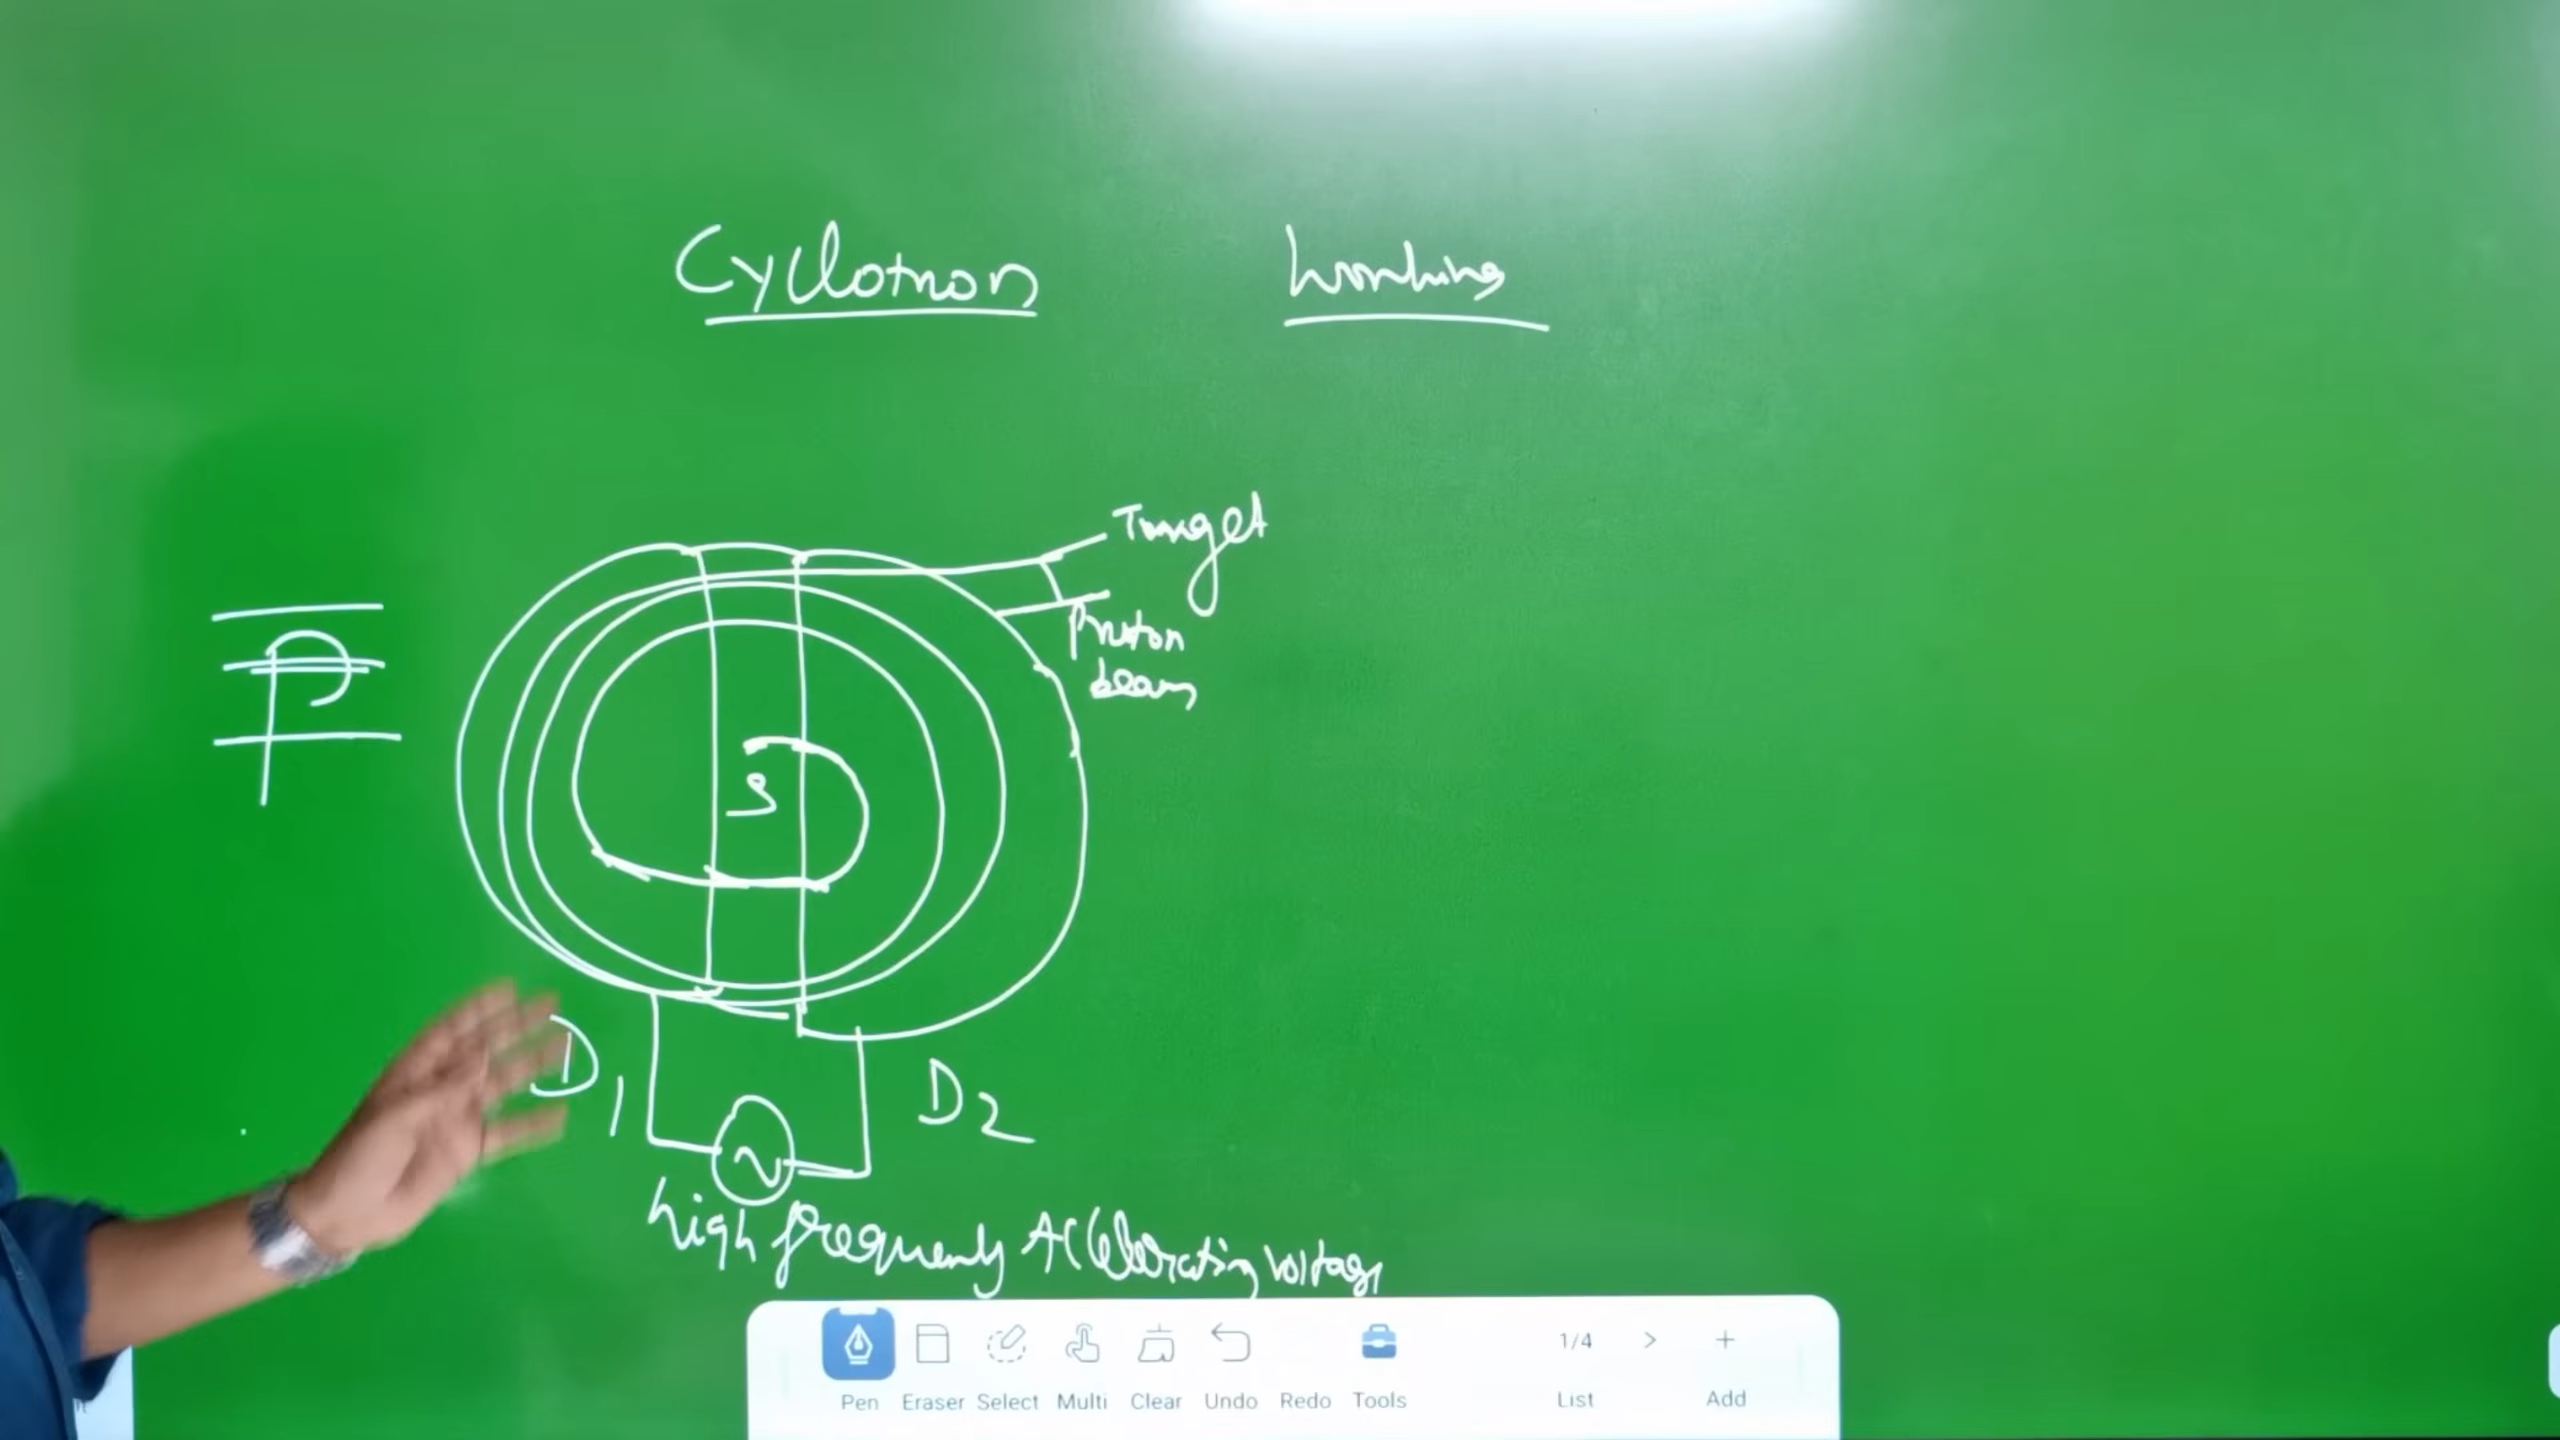 Cyclotron
Working
Target
Proton
beam
S
D1
D2
high frequency Accelerating voltage
Pen
Eraser
Select
Multi
Clear
Undo
Redo
Tools
1/4
List
Add